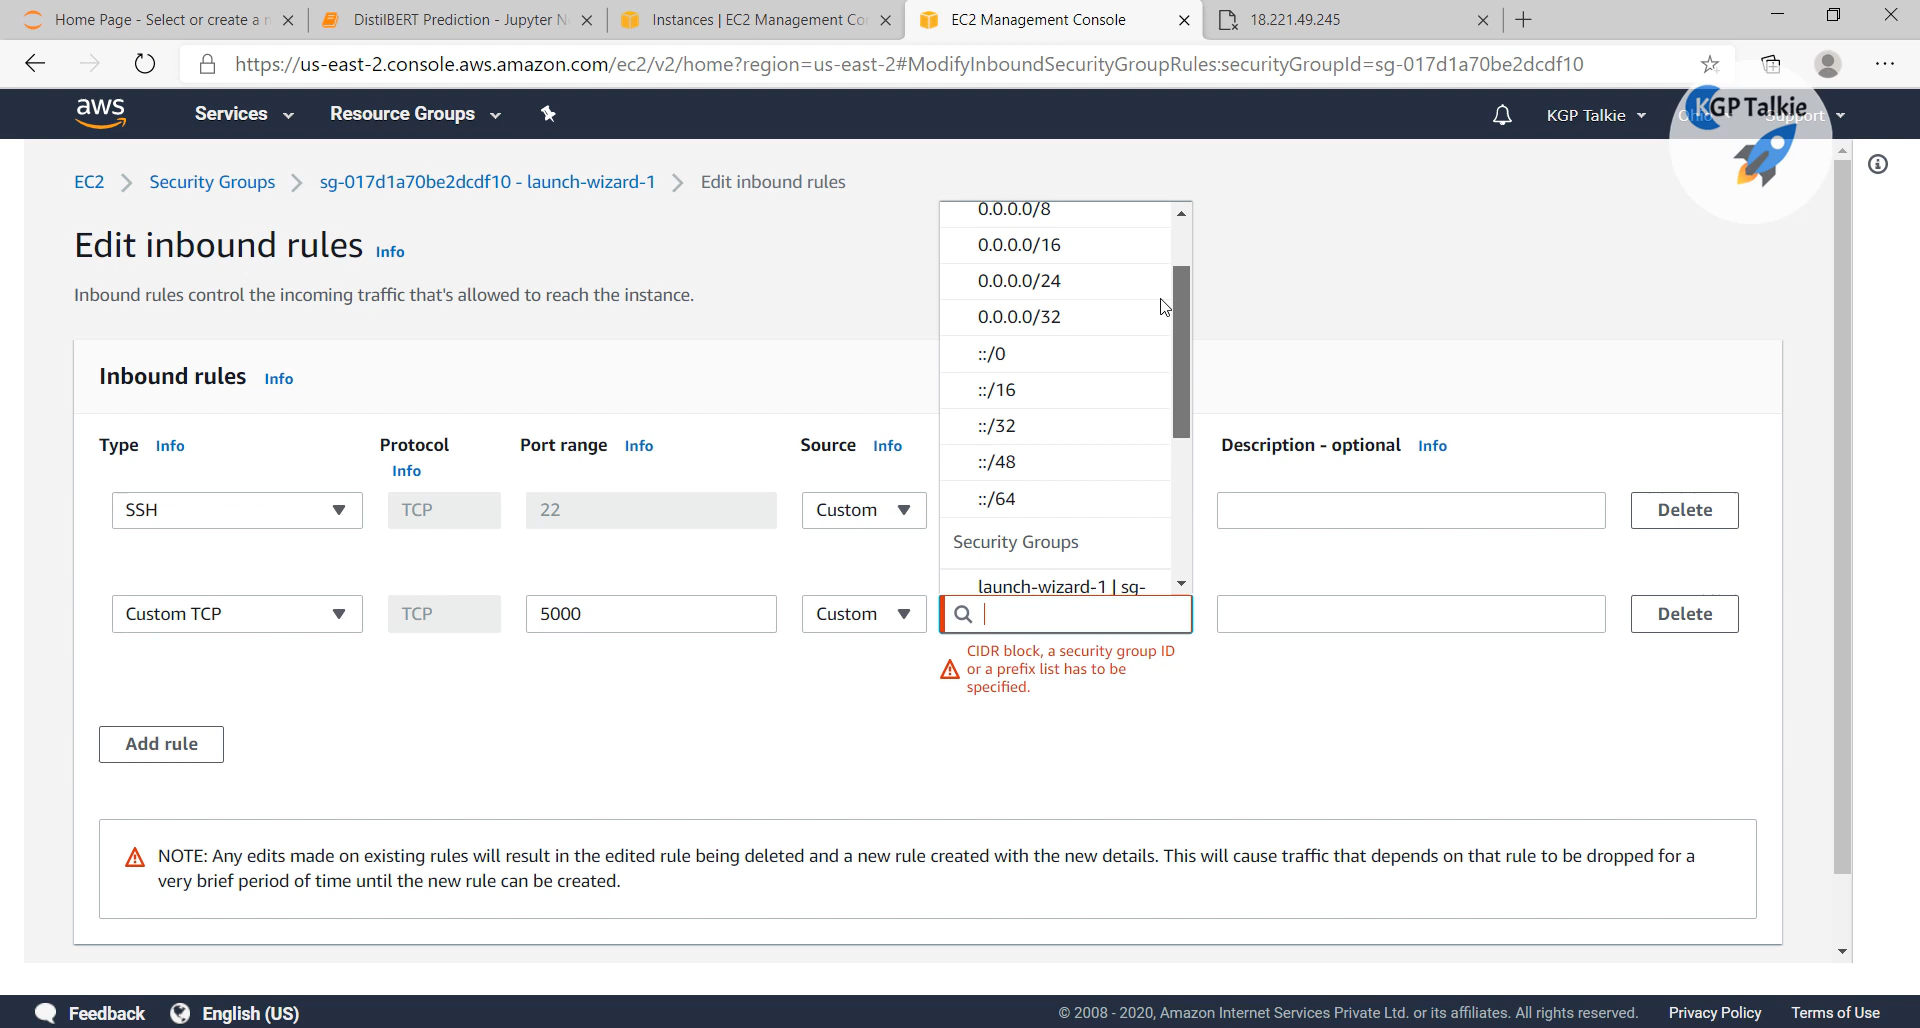 Home Page - Select or create a n
DistilBERT Prediction - Jupyter N
Instances | EC2 Management Co
EC2 Management Console
18.221.49.245
https://us-east-2.console.aws.amazon.com/ec2/v2/home?region=us-east-2#ModifyInboundSecurityGroupRules:securityGroupId=sg-017d1a70be2dcdf10
aws
Services
Resource Groups
KGP Talkie
Ohio
Support
KGP Talkie
EC2
Security Groups
sg-017d1a70be2dcdf10 - launch-wizard-1
Edit inbound rules
Edit inbound rules Info
Inbound rules control the incoming traffic that's allowed to reach the instance.
0.0.0.0/8
0.0.0.0/16
0.0.0.0/24
0.0.0.0/32
::/0
::/16
::/32
::/48
::/64
Security Groups
launch-wizard-1 | sg-
Inbound rules Info
Type Info
Protocol
Info
Port range Info
Source Info
Description - optional Info
SSH
TCP
22
Custom
Delete
Custom TCP
TCP
5000
Custom
Delete
CIDR block, a security group ID
or a prefix list has to be
specified.
Add rule
NOTE: Any edits made on existing rules will result in the edited rule being deleted and a new rule created with the new details. This will cause traffic that depends on that rule to be dropped for a
very brief period of time until the new rule can be created.
Feedback
English (US)
© 2008 - 2020, Amazon Internet Services Private Ltd. or its affiliates. All rights reserved.
Privacy Policy
Terms of Use